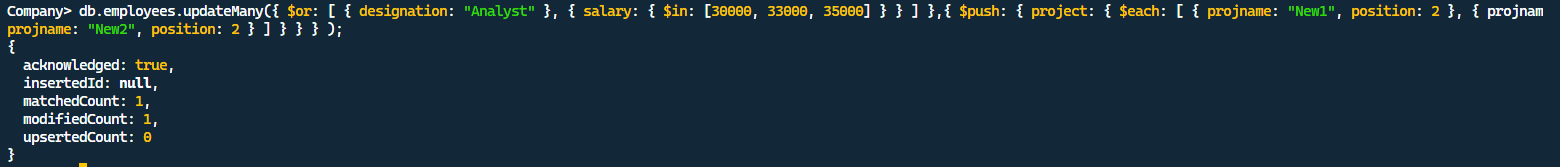 Company> db.employees.updateMany({ $or: [ { designation: "Analyst" }, { salary: { $in: [30000, 33000, 35000] } } ] },{ $push: { project: { $each: [ { projname: "New1", position: 2 }, { projnam
projname: "New2", position: 2 } ] } } } );
{
  acknowledged: true,
  insertedId: null,
  matchedCount: 1,
  modifiedCount: 1,
  upsertedCount: 0
}